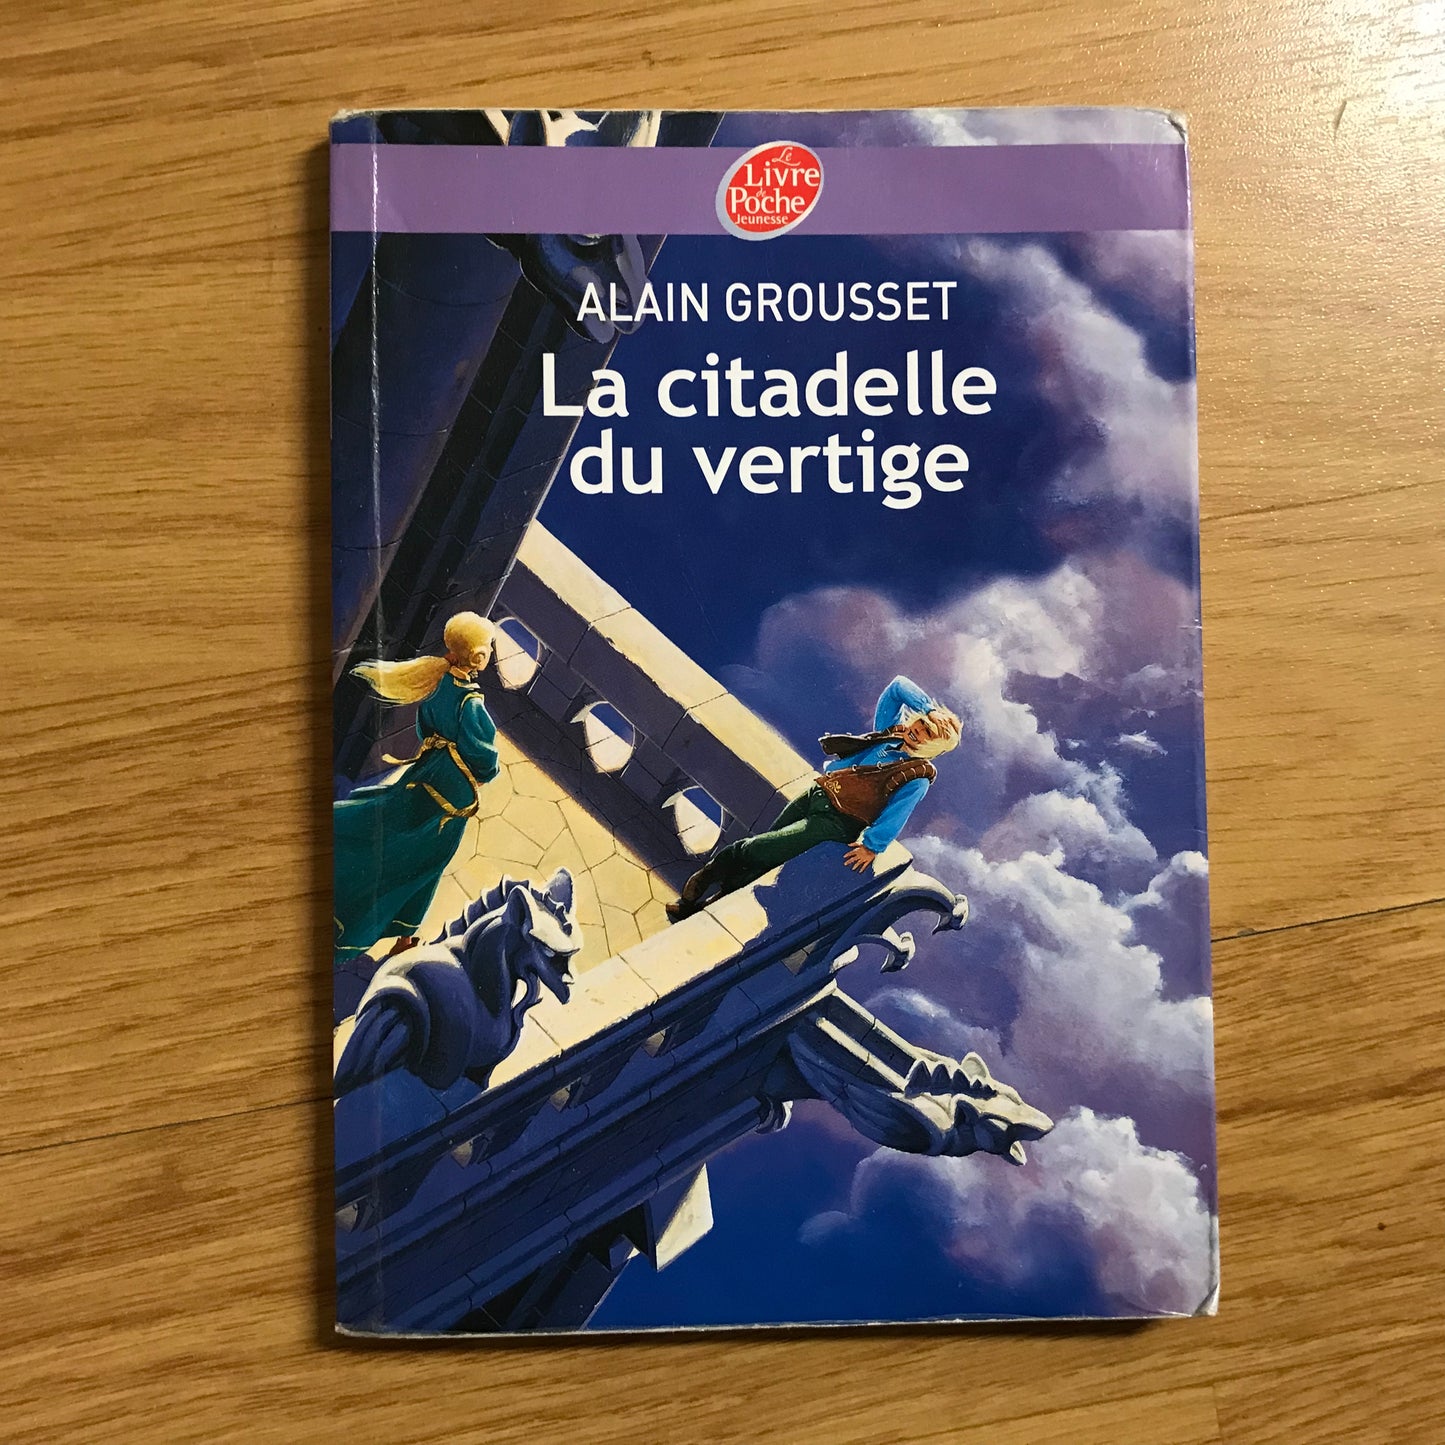 Le
Livre
de
Poche
Jeunesse
ALAIN GROUSSET
La citadelle
du vertige